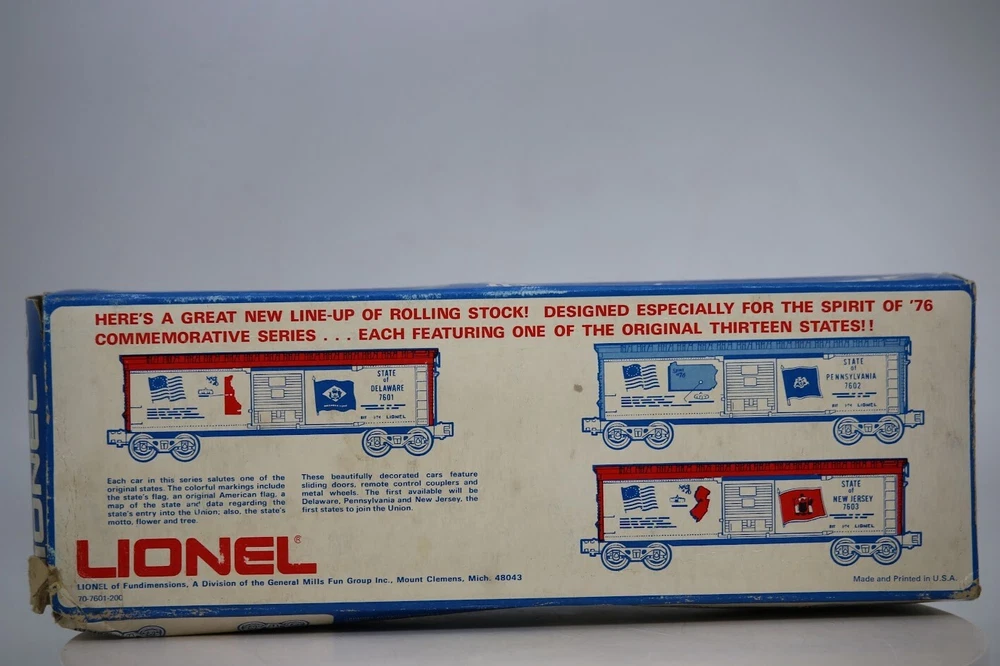 HERE'S A GREAT NEW LINE-UP OF ROLLING STOCK! DESIGNED ESPECIALLY FOR THE SPIRIT OF '76
COMMEMORATIVE SERIES . . . EACH FEATURING ONE OF THE ORIGINAL THIRTEEN STATES!!
STATE
of
DELAWARE
7601
LIONEL
STATE
of
PENNSYLVANIA
7602
LIONEL
Each car in this series salutes one of the
original states. The colorful markings include
the state's flag, an original American flag, a
map of the state and data regarding the
state's entry into the Union; also, the state's
motto, flower and tree.
These beautifully decorated cars feature
sliding doors, remote control couplers and
metal wheels. The first available will be
Delaware, Pennsylvania and New Jersey, the
first states to join the Union.
STATE
of
NEW JERSEY
7603
LIONEL
LIONEL®
LIONEL of Fundimensions, A Division of the General Mills Fun Group Inc., Mount Clemens, Mich. 48043
70-7601-200
Made and Printed in U.S.A.
LIONEL